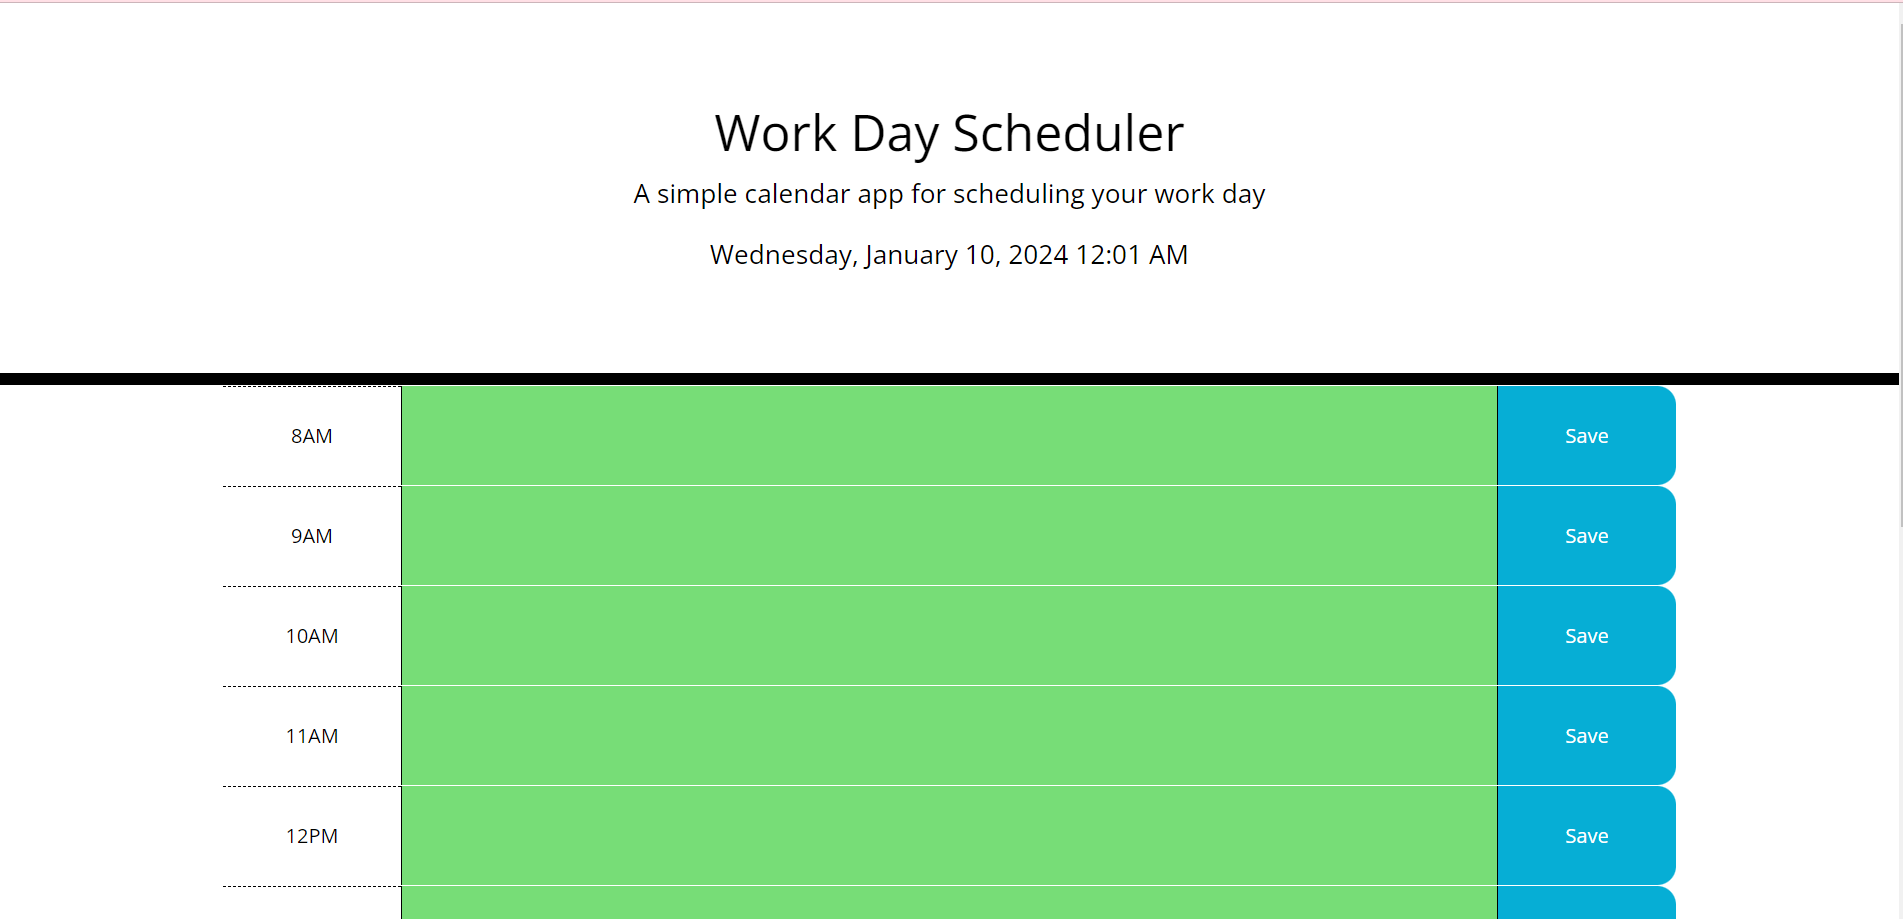 Work Day Scheduler
A simple calendar app for scheduling your work day
Wednesday, January 10, 2024 12:01 AM
8AM
Save
9AM
Save
10AM
Save
11AM
Save
12PM
Save